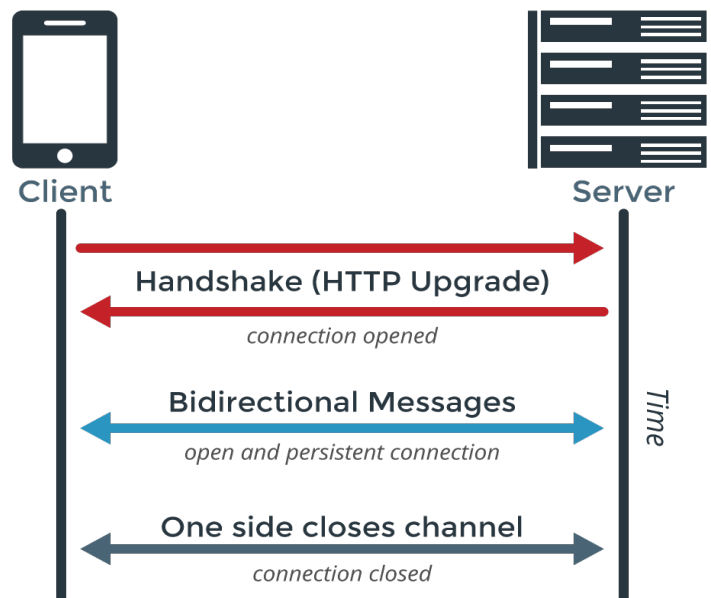 Client
Server
Handshake (HTTP Upgrade)
connection opened
Bidirectional Messages
open and persistent connection
Time
One side closes channel
connection closed